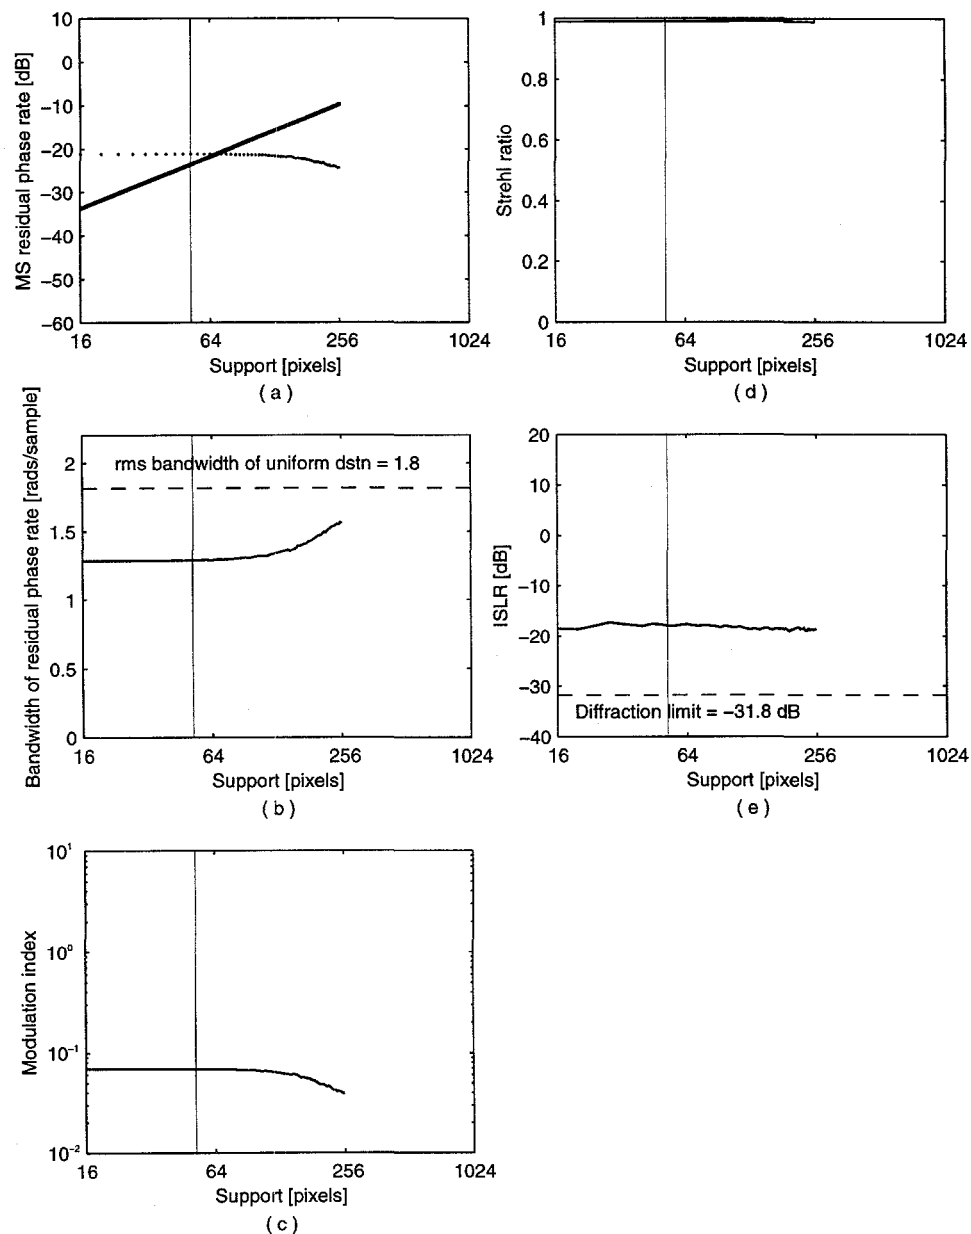 MS residual phase rate [dB]
10
0
−10
−20
−30
−40
−50
−60
16
64
256
1024
Support [pixels]
( a )
Strehl ratio
1
0.8
0.6
0.4
0.2
0
16
64
256
1024
Support [pixels]
( d )
Bandwidth of residual phase rate [rads/sample]
2
1.5
1
0.5
0
rms bandwidth of uniform dstn = 1.8
16
64
256
1024
Support [pixels]
( b )
ISLR [dB]
20
10
0
−10
−20
−30
−40
Diffraction limit = −31.8 dB
16
64
256
1024
Support [pixels]
( e )
Modulation index
10¹
10⁰
10⁻¹
10⁻²
16
64
256
1024
Support [pixels]
( c )